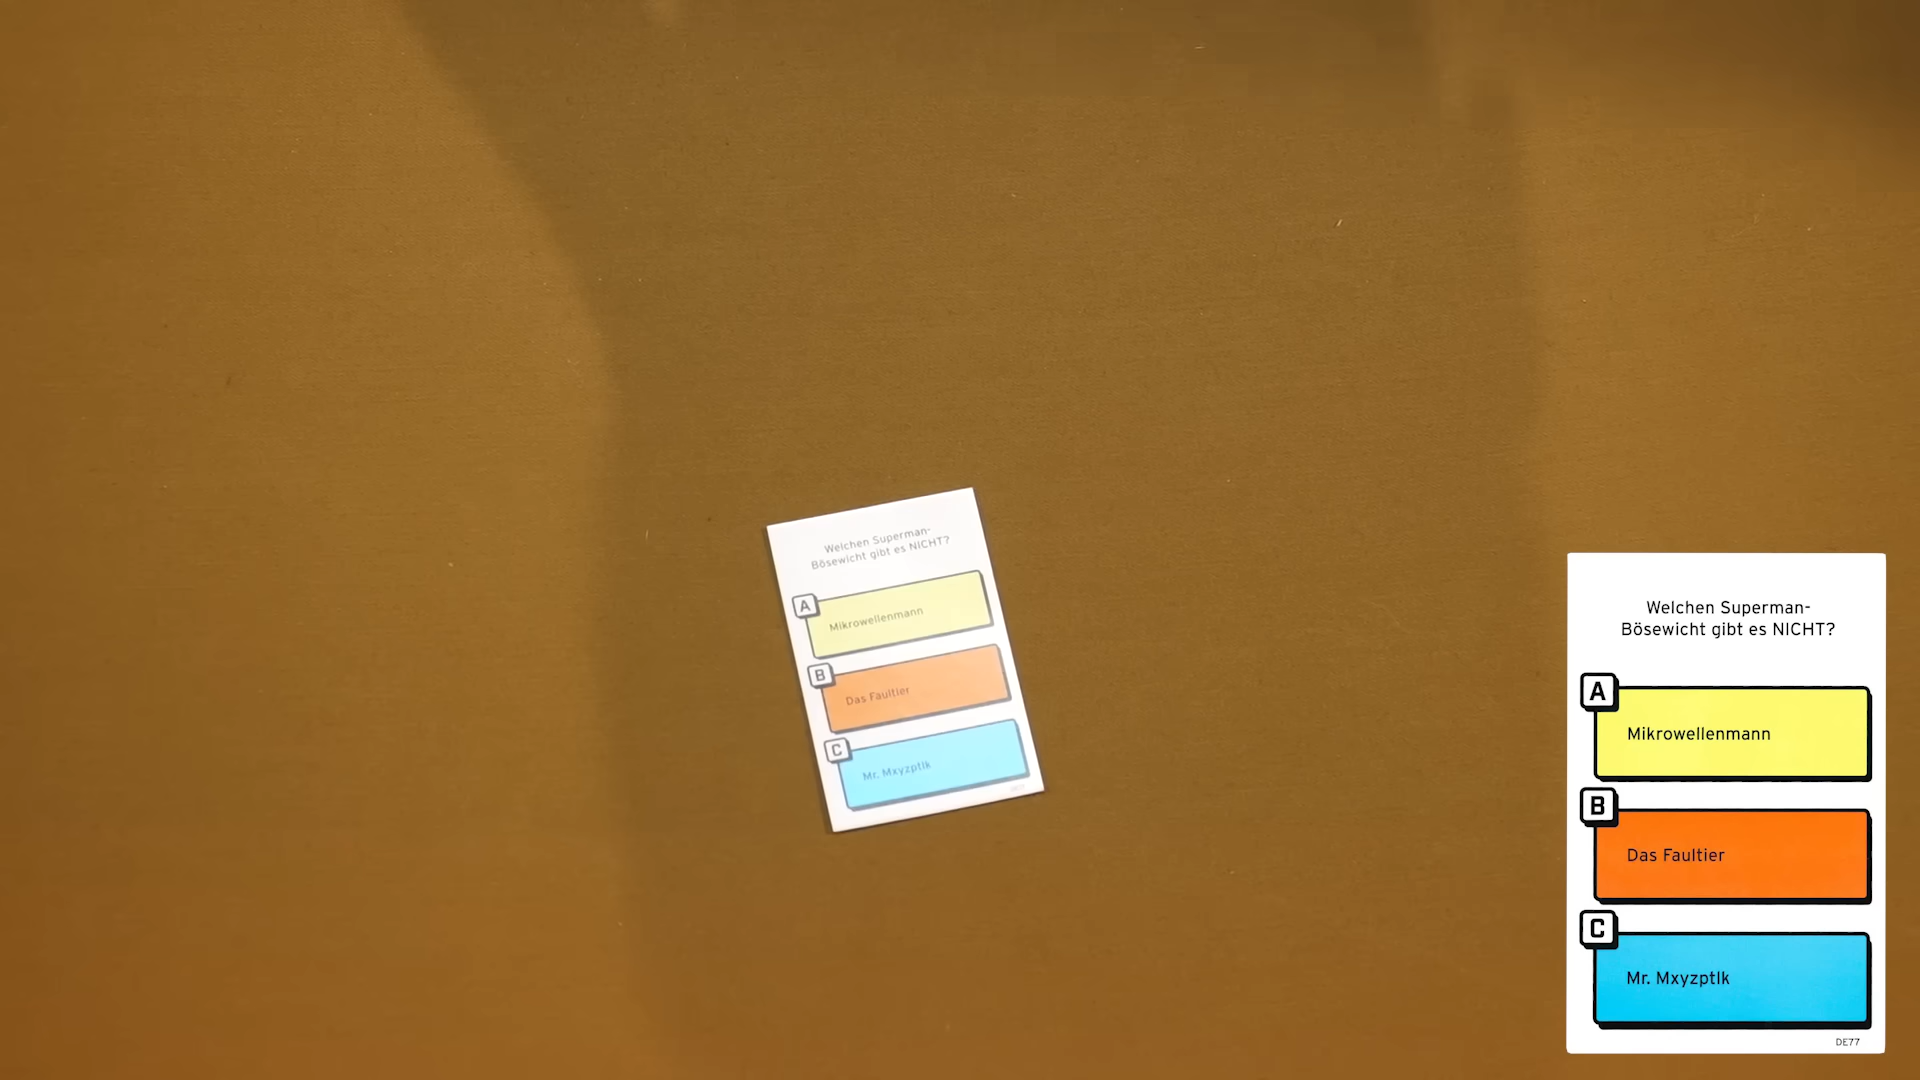 Welchen Superman-
Bösewicht gibt es NICHT?
A
Mikrowellenmann
B
Das Faultier
C
Mr. Mxyzptlk
Welchen Superman-
Bösewicht gibt es NICHT?
A
Mikrowellenmann
B
Das Faultier
C
Mr. Mxyzptlk
DE77